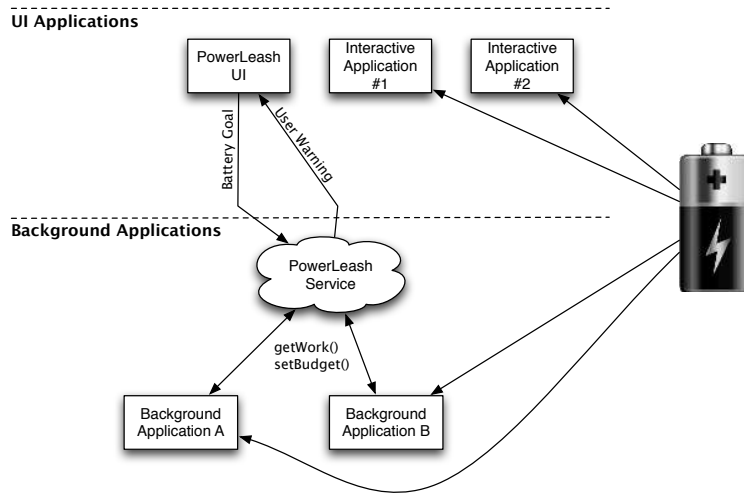 UI Applications
PowerLeash
UI
Interactive
Application
#1
Interactive
Application
#2
Battery Goal
User Warning
Background Applications
PowerLeash
Service
getWork()
setBudget()
Background
Application A
Background
Application B